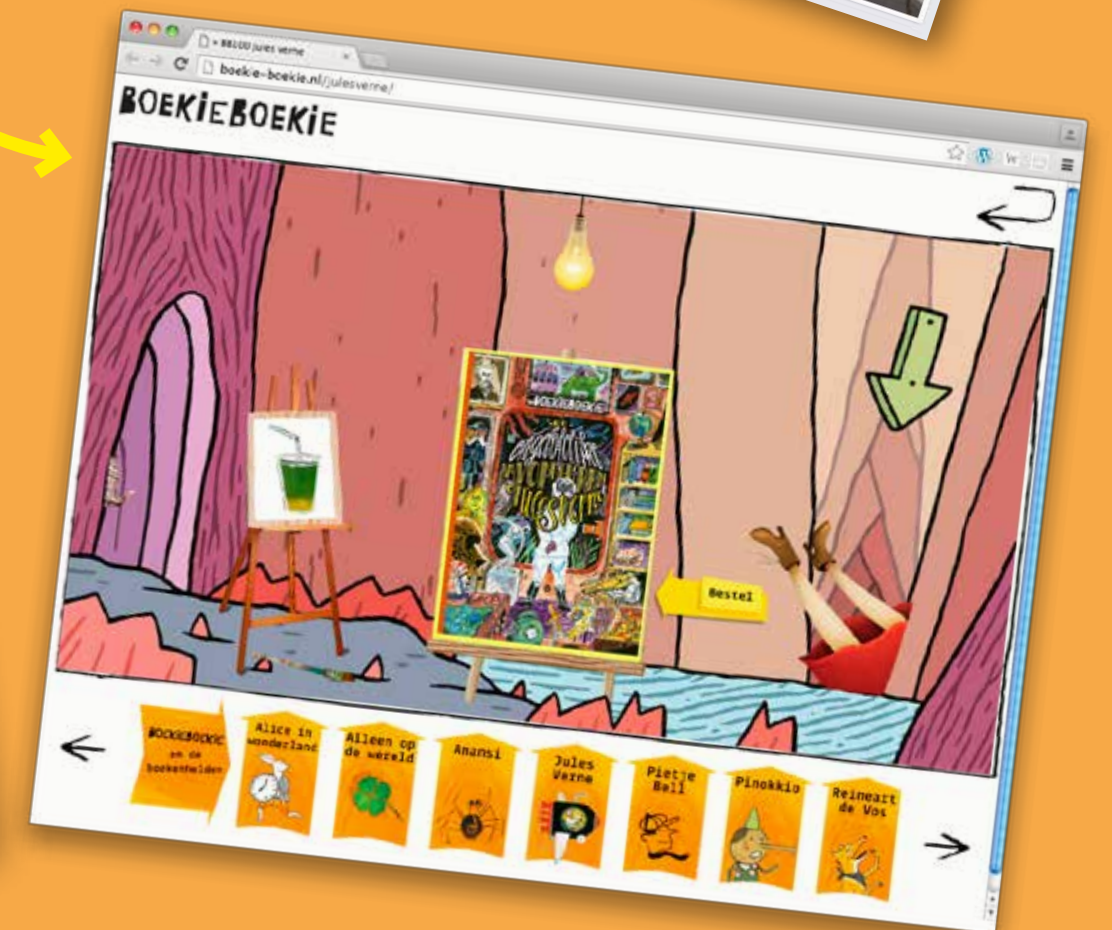 boekie-boekie.nl/julesverne/
BOEKiEBOEKiE
BOEKIEBOEKIE
Bestel
BOEKIEBOEKIE
en de
boekenhelden
Alice in
wonderland
Alleen op
de wereld
Anansi
Jules
Verne
Pietje
Bell
Pinokkio
Reineart
de Vos